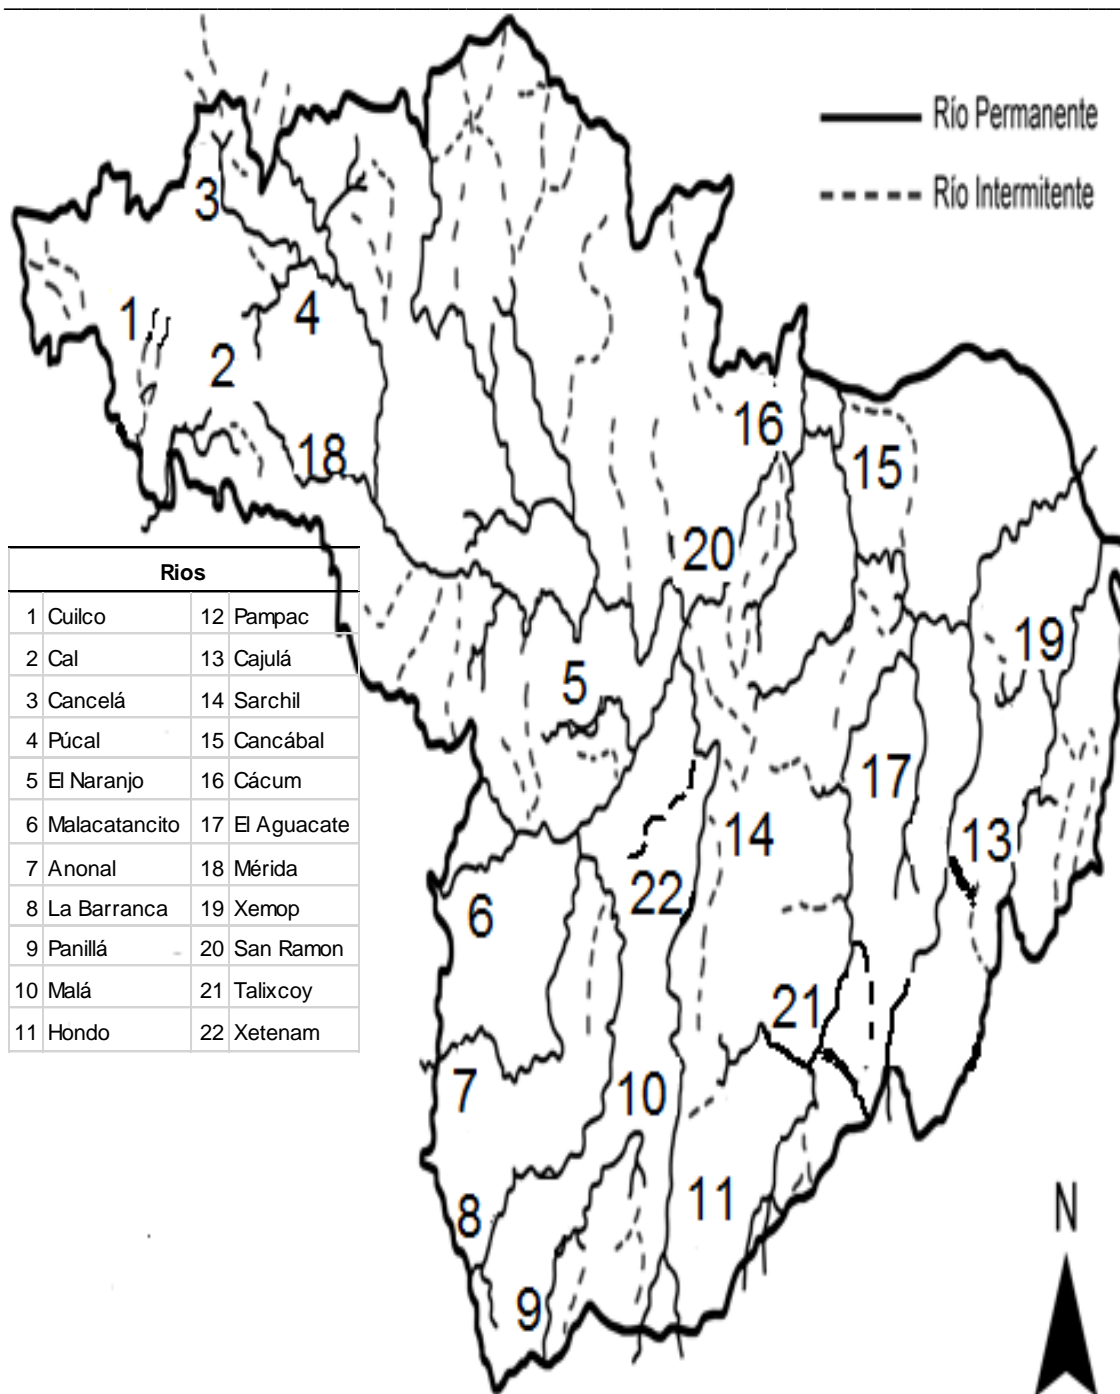 Río Permanente
Río Intermitente
3
1
4
2
16
18
15
20
Rios
1 Cuilco 12 Pampac
2 Cal 13 Cajulá
3 Cancelá 14 Sarchil
4 Púcal 15 Cancábal
5 El Naranjo 16 Cácum
6 Malacatancito 17 El Aguacate
7 Anonal 18 Mérida
8 La Barranca 19 Xemop
9 Panillá 20 San Ramon
10 Malá 21 Talixcoy
11 Hondo 22 Xetenam
19
5
17
14
13
22
6
21
7
10
11
8
9
N